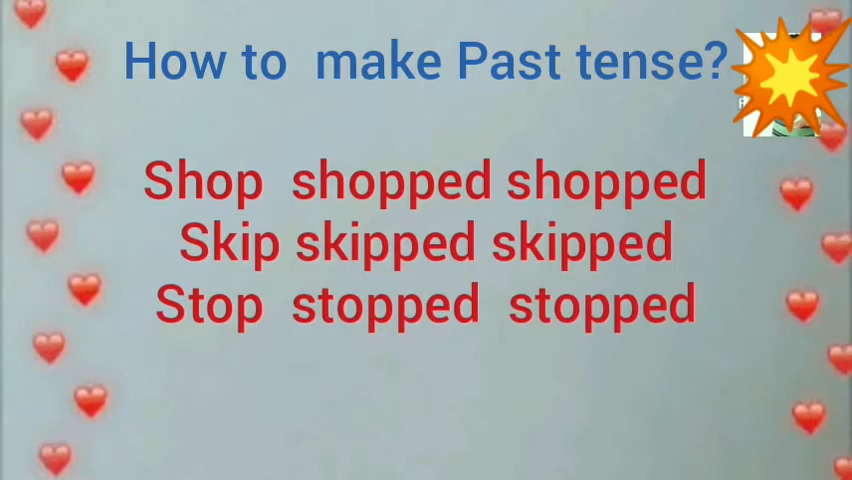 How to make Past tense?
Shop shopped shopped
Skip skipped skipped
Stop stopped stopped